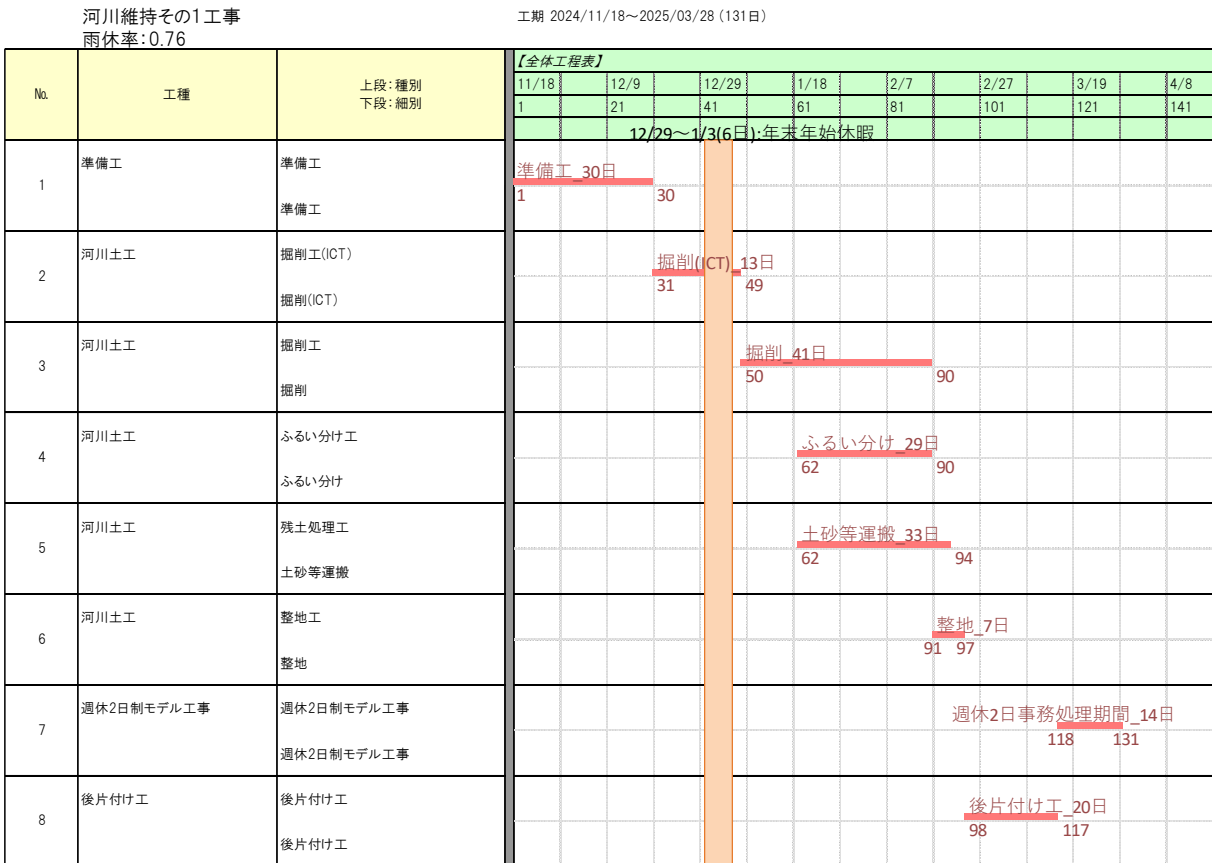 河川維持その1工事
工期 2024/11/18～2025/03/28 (131日)
雨休率:0.76
No.
工種
上段:種別
下段:細別
【全体工程表】
11/18 12/9 12/29 1/18 2/7 2/27 3/19 4/8
1 21 41 61 81 101 121 141
12/29～1/3(6日):年末年始休暇
1
準備工
準備工
準備工
準備工_30日
1 30
2
河川土工
掘削工(ICT)
掘削(ICT)
掘削(ICT)_13日
31 49
3
河川土工
掘削工
掘削
掘削_41日
50 90
4
河川土工
ふるい分け工
ふるい分け
ふるい分け_29日
62 90
5
河川土工
残土処理工
土砂等運搬
土砂等運搬_33日
62 94
6
河川土工
整地工
整地
整地_7日
91 97
7
週休2日制モデル工事
週休2日制モデル工事
週休2日制モデル工事
週休2日事務処理期間_14日
118 131
8
後片付け工
後片付け工
後片付け工
後片付け工_20日
98 117